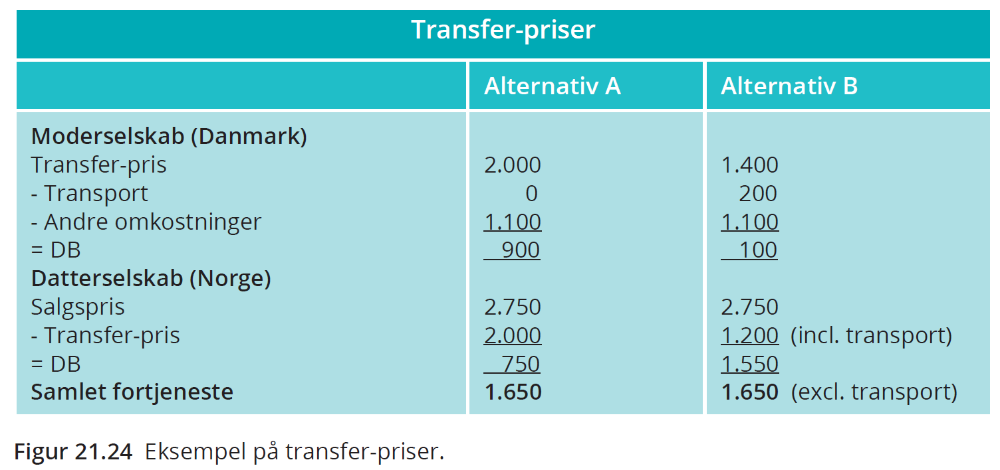 Transfer-priser
Alternativ A Alternativ B
Moderselskab (Danmark)
Transfer-pris 2.000 1.400
- Transport 0 200
- Andre omkostninger 1.100 1.100
= DB 900 100
Datterselskab (Norge)
Salgspris 2.750 2.750
- Transfer-pris 2.000 1.200 (incl. transport)
= DB 750 1.550
Samlet fortjeneste 1.650 1.650 (excl. transport)
Figur 21.24 Eksempel på transfer-priser.